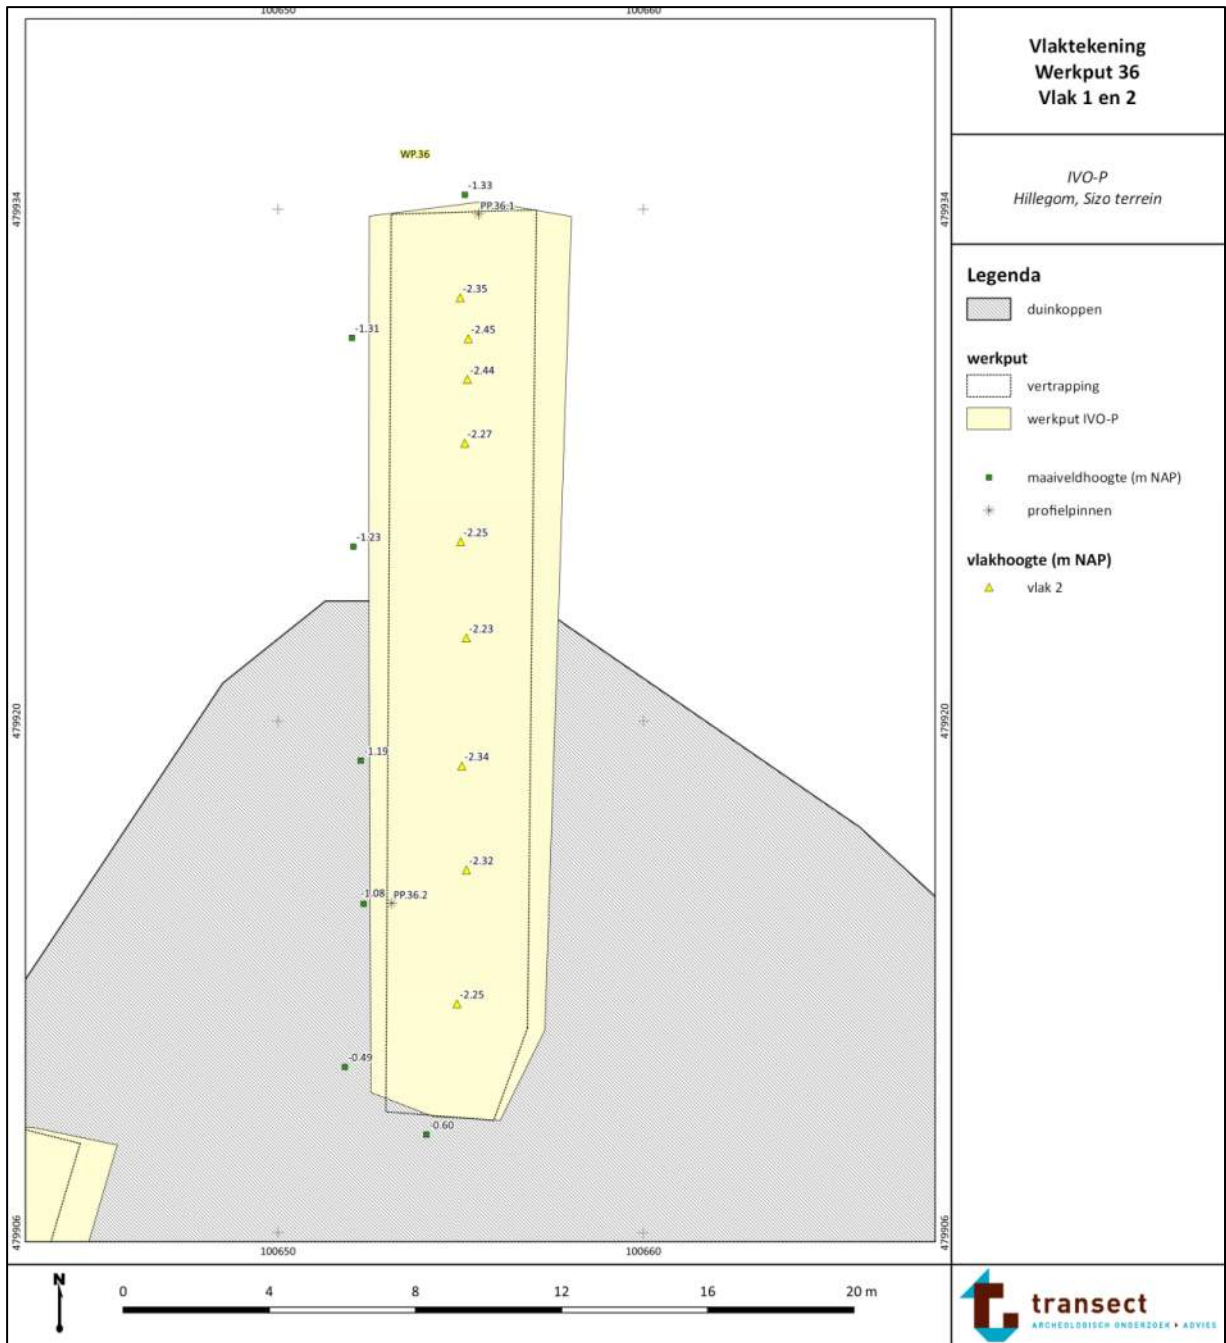 100650
100660
Vlaktekening
Werkput 36
Vlak 1 en 2
WP.36
IVO-P
Hillegom, Sizo terrein
479934
479934
-1.33
PP.36.1
Legenda
duinkoppen
-2.35
-1.31
-2.45
werkput
-2.44
vertrapping
werkput IVO-P
-2.27
maaiveldhoogte (m NAP)
profielpinnen
-1.23
-2.25
vlakhoogte (m NAP)
vlak 2
-2.23
479920
479920
-1.19
-2.34
-2.32
-1.08
PP.36.2
-2.25
-0.49
-0.60
479906
479906
100650
100660
N
0 4 8 12 16 20 m
transect
ARCHEOLOGISCH ONDERZOEK ▸ ADVIES